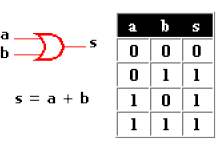 a
b
s
s = a + b
a b s
0 0 0
0 1 1
1 0 1
1 1 1